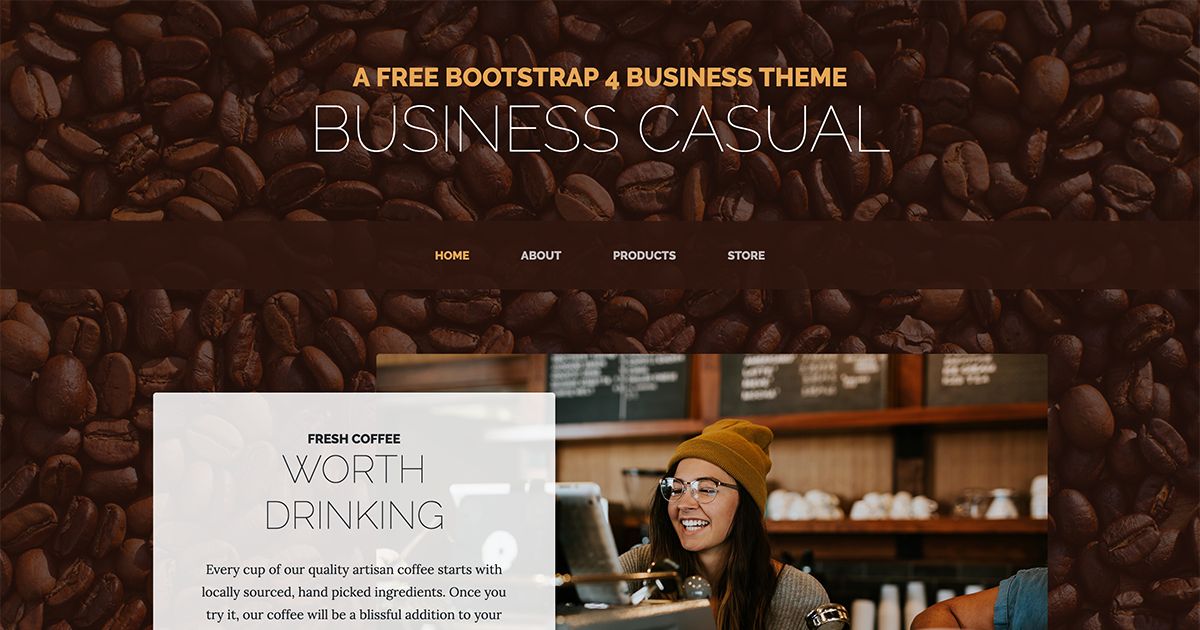 A FREE BOOTSTRAP 4 BUSINESS THEME
BUSINESS CASUAL
HOME
ABOUT
PRODUCTS
STORE
FRESH COFFEE
WORTH
DRINKING
Every cup of our quality artisan coffee starts with
locally sourced, hand picked ingredients. Once you
try it, our coffee will be a blissful addition to your